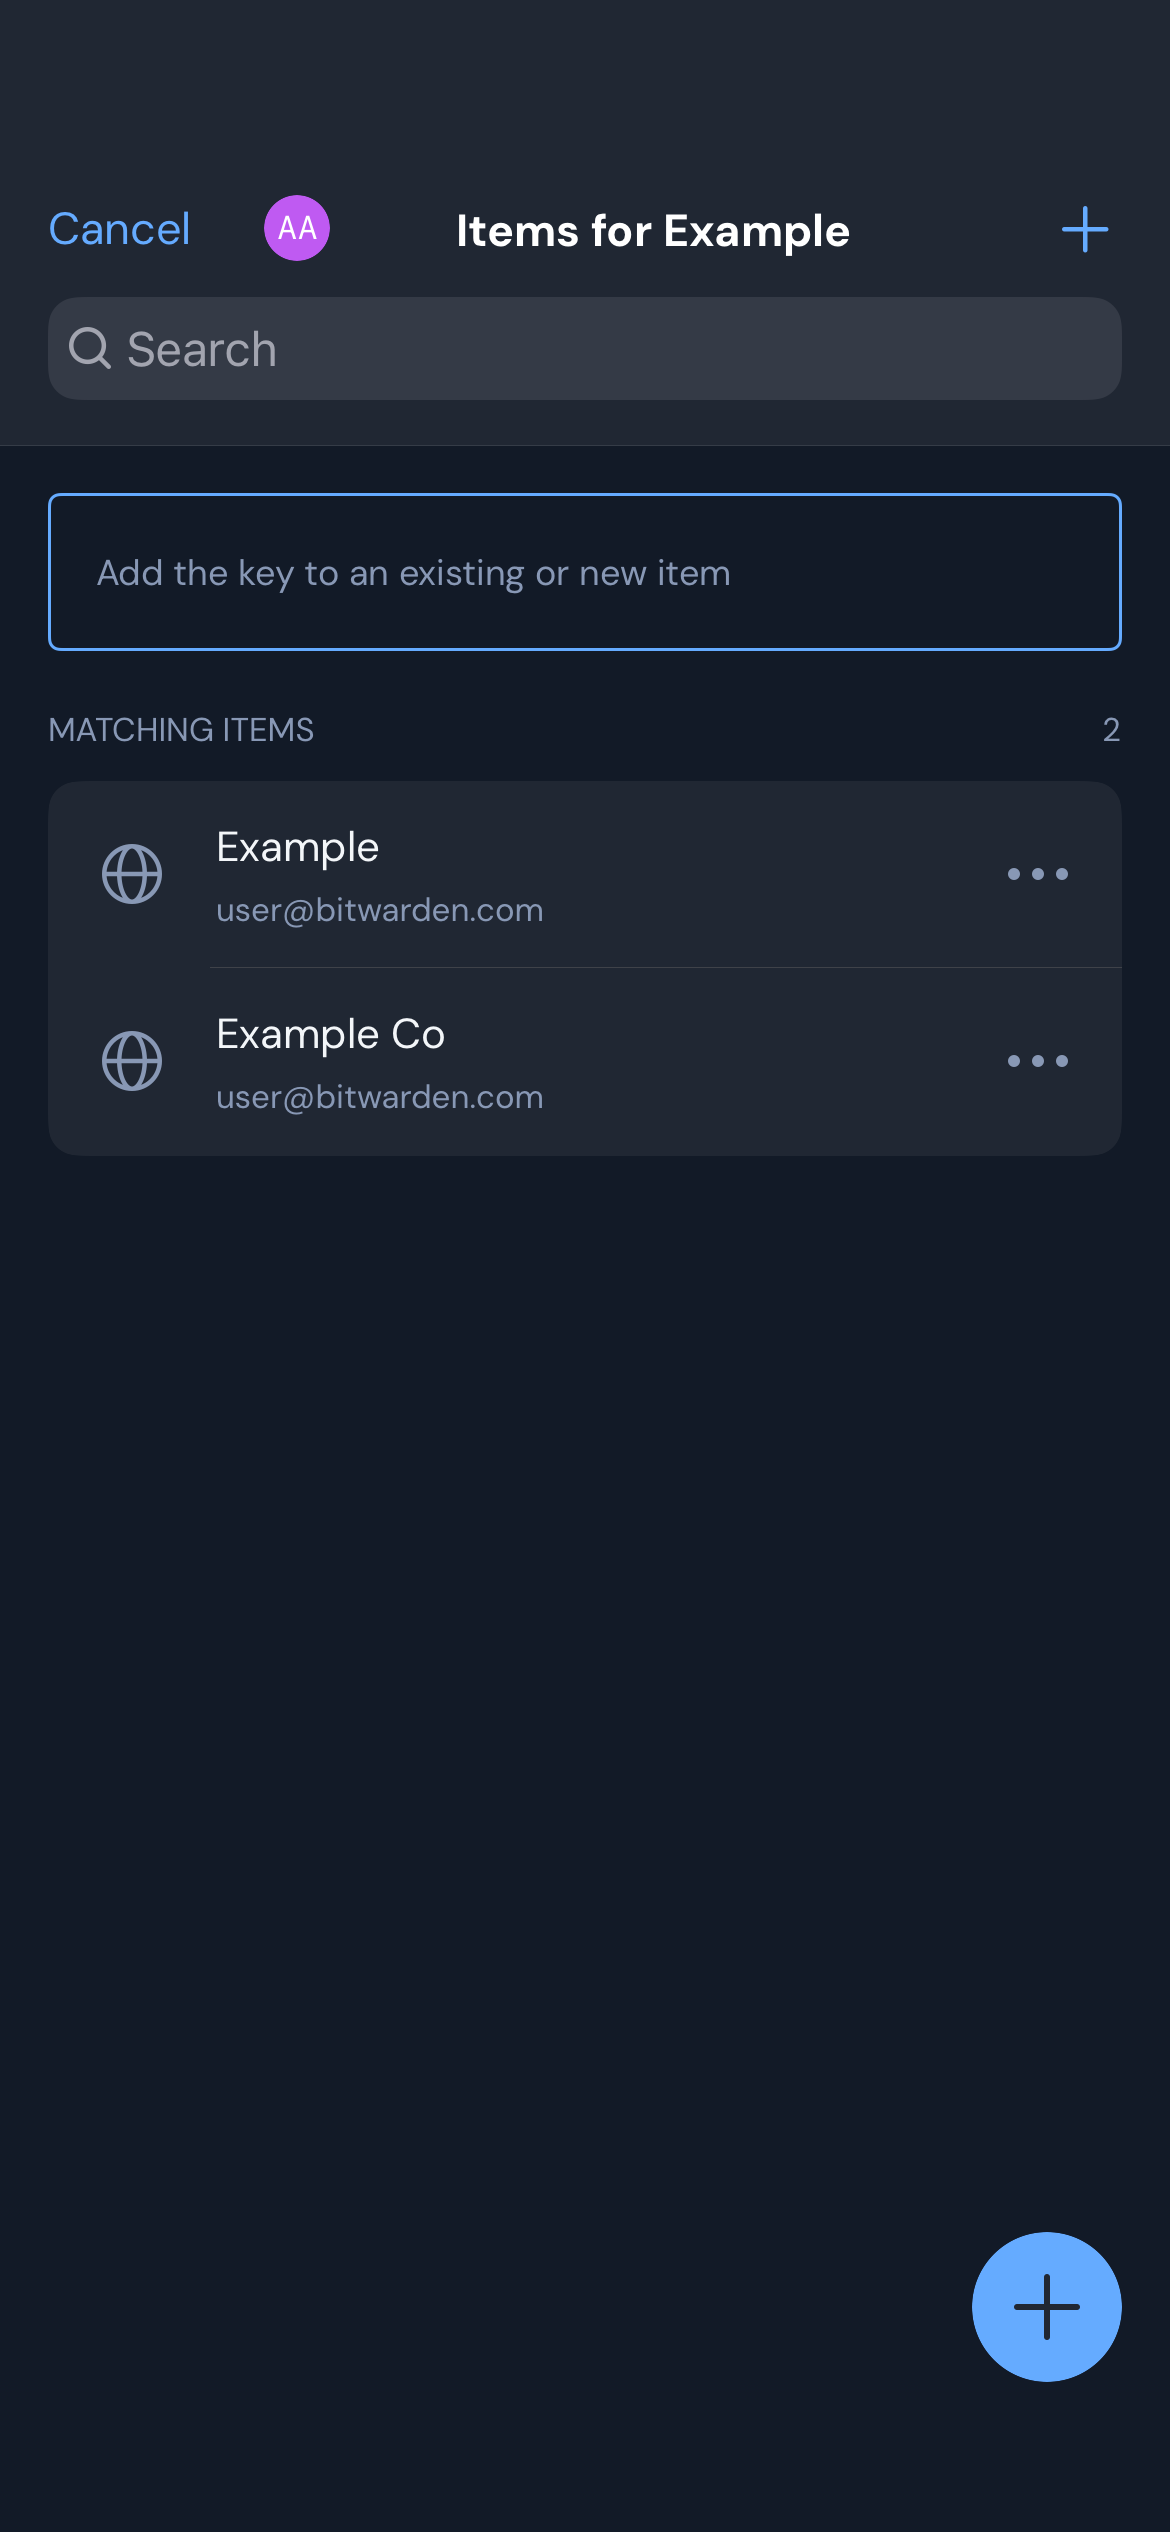 Cancel
AA
Items for Example
Search
Add the key to an existing or new item
MATCHING ITEMS 2
Example
user@bitwarden.com
Example Co
user@bitwarden.com